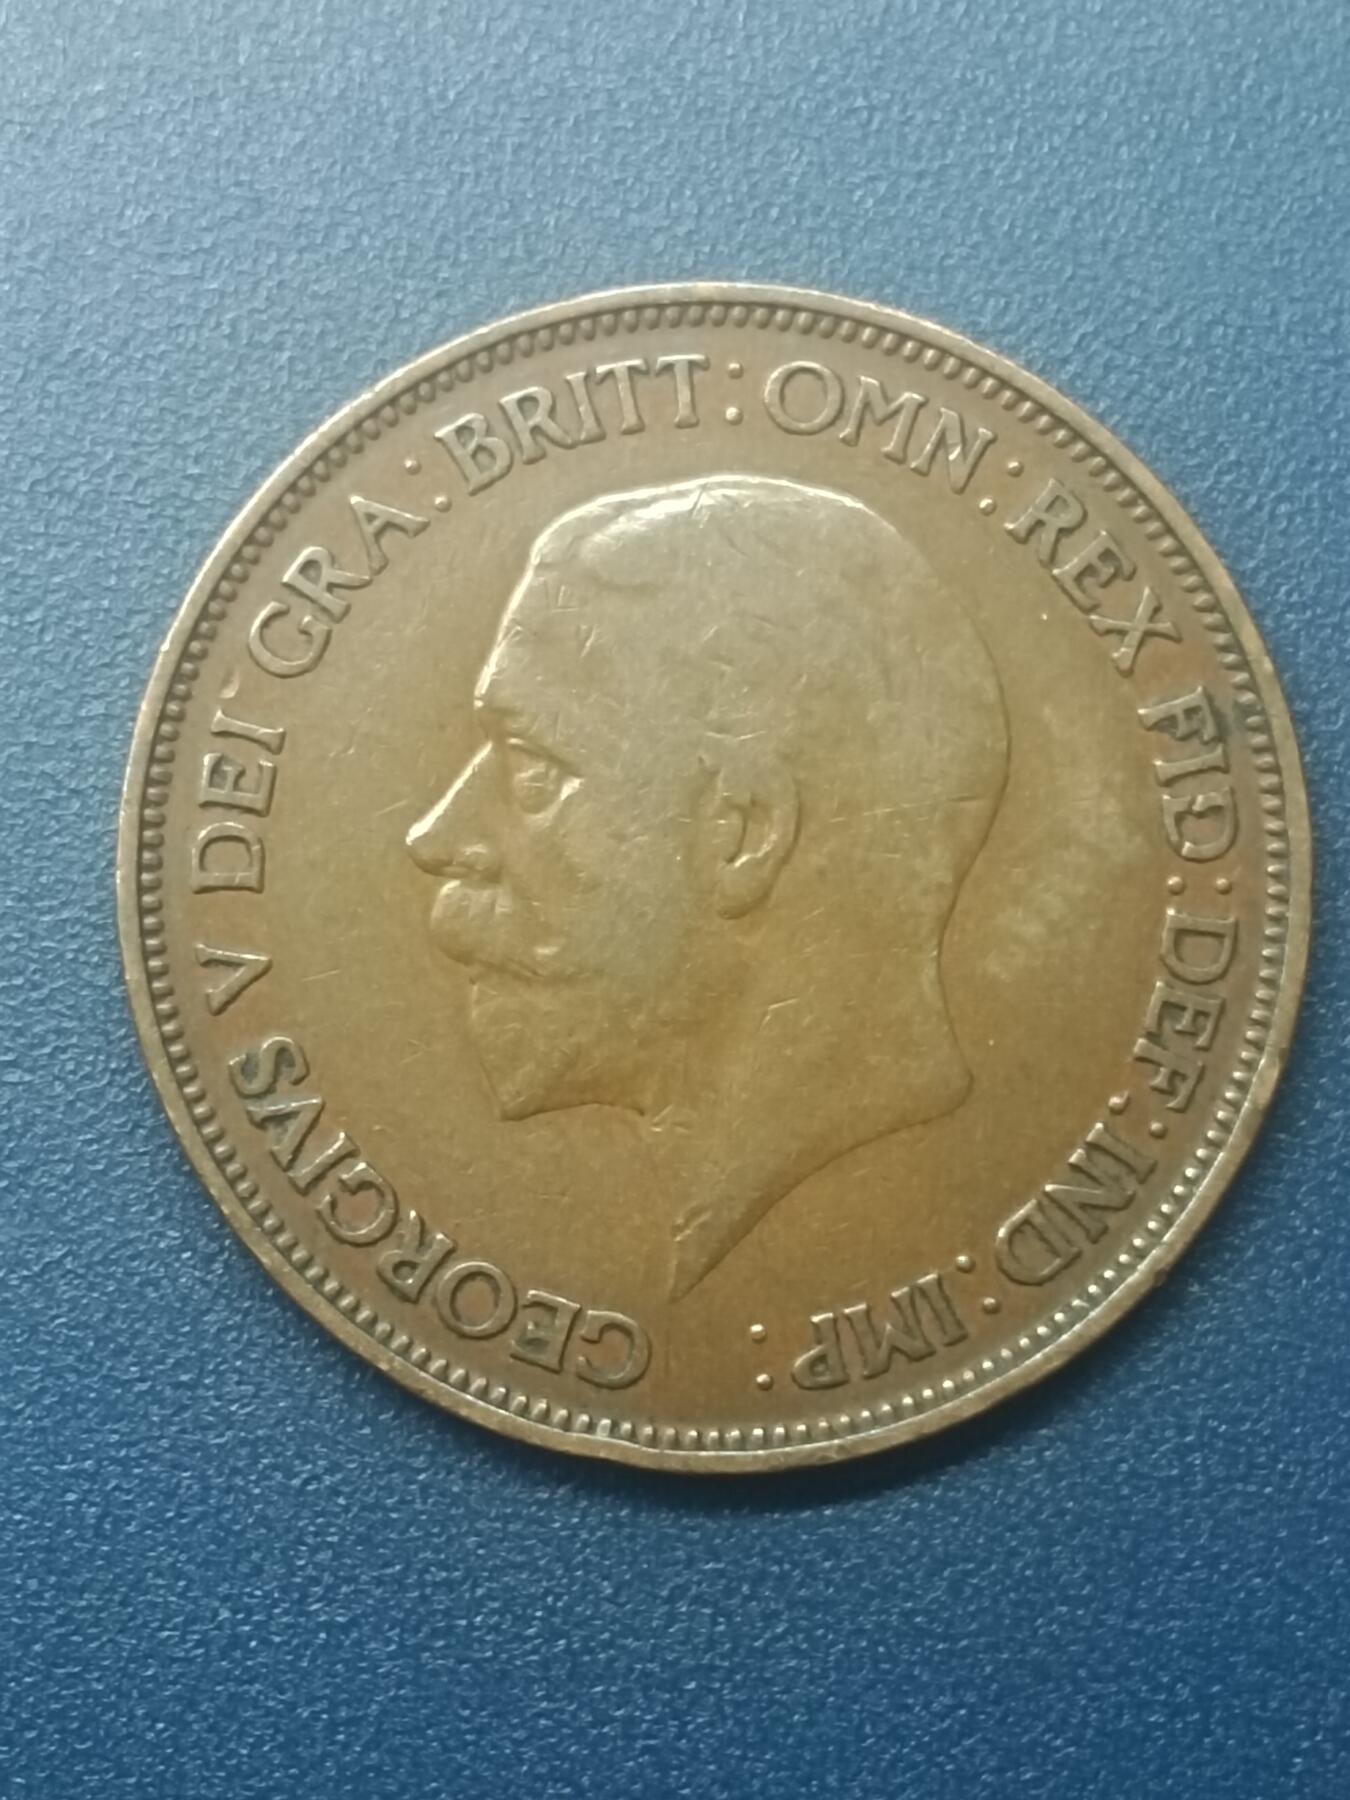 GEORGIVS V DEI GRA: BRITT: OMN: REX FID: DEF: IND: IMP: